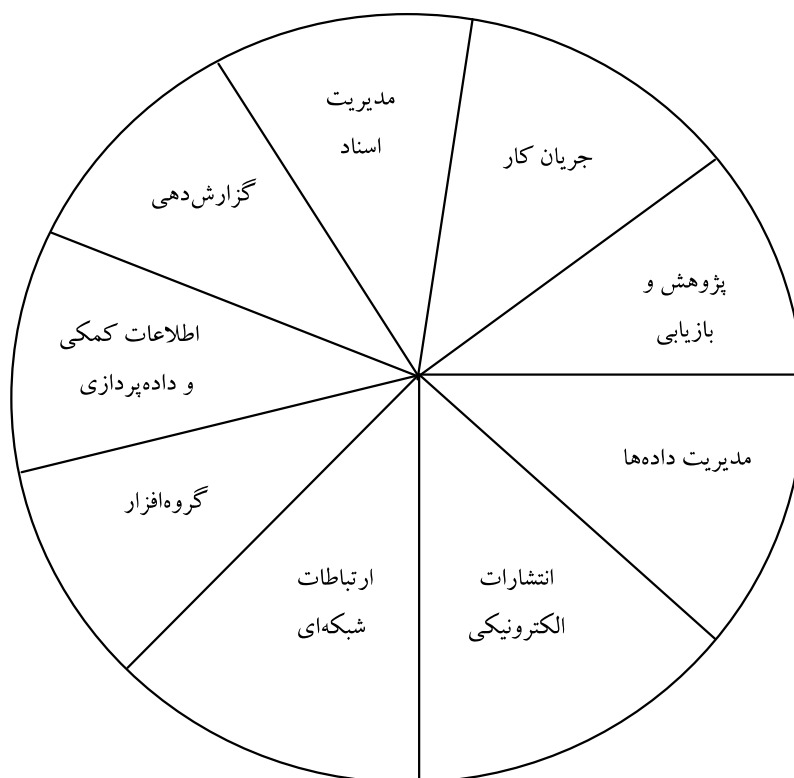 مدیریت
اسناد
جریان کار
گزارش‌دهی
پژوهش و
بازیابی
اطلاعات کمکی
و داده‌پردازی
مدیریت داده‌ها
گروه‌افزار
انتشارات
الکترونیکی
ارتباطات
شبکه‌ای